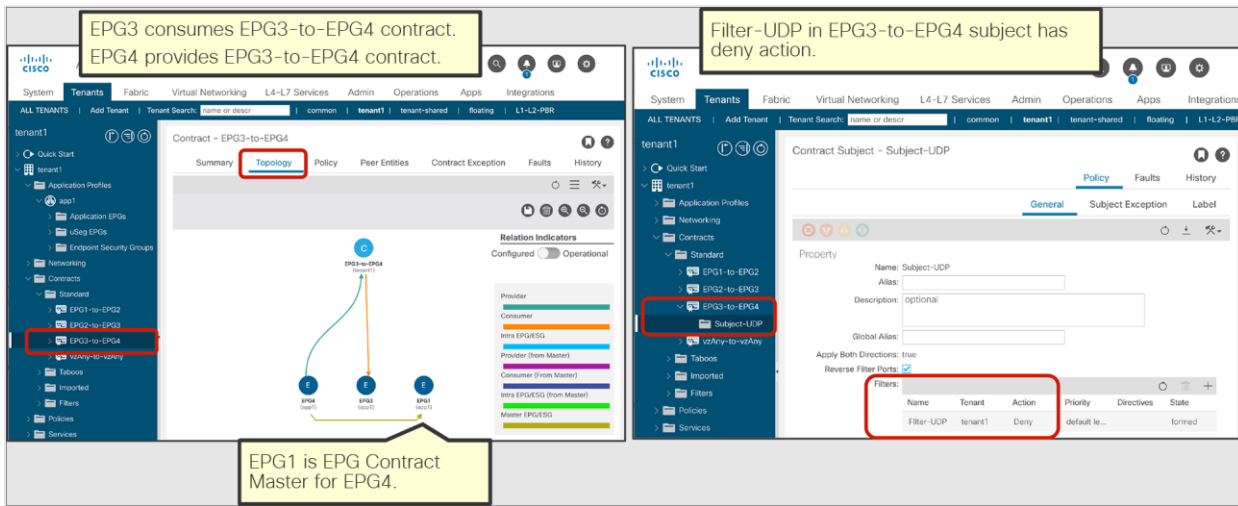 EPG3 consumes EPG3-to-EPG4 contract.
EPG4 provides EPG3-to-EPG4 contract.
CISCO
System Tenants Fabric Virtual Networking L4-L7 Services Admin Operations Apps Integrations
ALL TENANTS | Add Tenant | Tenant Search: name or descr | common | tenant1 | tenant-shared | floating | L1-L2-PBR
tenant1
Quick Start
tenant1
Application Profiles
app1
Application EPGs
uSeg EPGs
Endpoint Security Groups
Networking
Contracts
Standard
EPG1-to-EPG2
EPG2-to-EPG3
EPG3-to-EPG4
vzAny-to-vzAny
Taboos
Imported
Filters
Policies
Services
Contract - EPG3-to-EPG4
Summary Topology Policy Peer Entities Contract Exception Faults History
Relation Indicators
Configured Operational
C
EPG3-to-EPG4
(tenant1)
Provider
Consumer
Intra EPG/ESG
Provider (from Master)
Consumer (From Master)
Intra EPG/ESG (from Master)
Master EPG/ESG
E E E
EPG4 EPG3 EPG1
(app1) (app1) (app1)
EPG1 is EPG Contract
Master for EPG4.
Filter-UDP in EPG3-to-EPG4 subject has
deny action.
CISCO
System Tenants Fabric Virtual Networking L4-L7 Services Admin Operations Apps Integrations
ALL TENANTS | Add Tenant | Tenant Search: name or descr | common | tenant1 | tenant-shared | floating | L1-L2-PBR
tenant1
Quick Start
tenant1
Application Profiles
Networking
Contracts
Standard
EPG1-to-EPG2
EPG2-to-EPG3
EPG3-to-EPG4
Subject-UDP
vzAny-to-vzAny
Taboos
Imported
Filters
Policies
Services
Contract Subject - Subject-UDP
Policy Faults History
General Subject Exception Label
Property
Name: Subject-UDP
Alias:
Description: optional
Global Alias:
Apply Both Directions: true
Reverse Filter Ports:
Filters:
Name Tenant Action Priority Directives State
Filter-UDP tenant1 Deny default le... formed